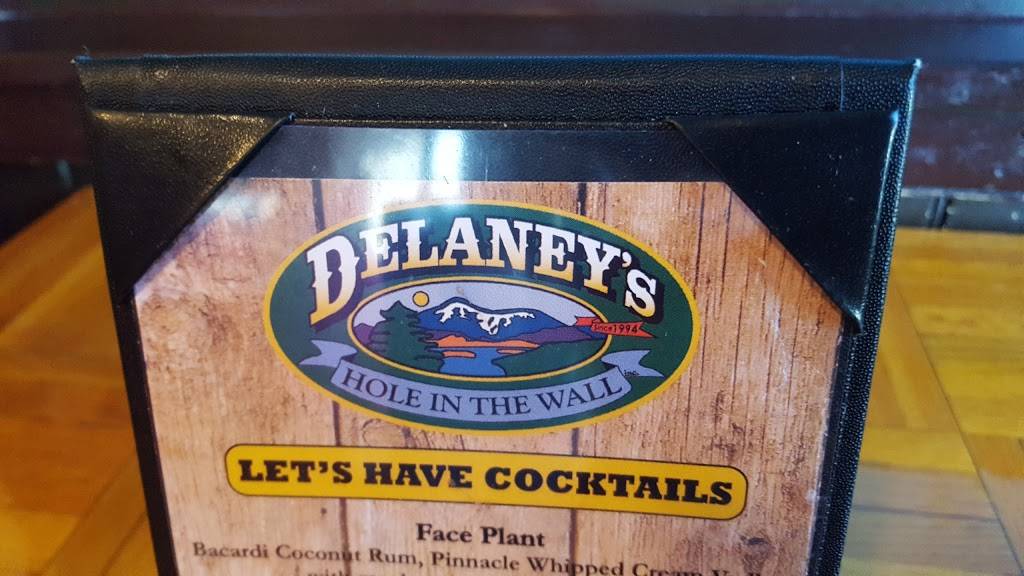 DELANEY'S
Since 1994
HOLE IN THE WALL
inc.
LET'S HAVE COCKTAILS
Face Plant
Bacardi Coconut Rum, Pinnacle Whipped Cream